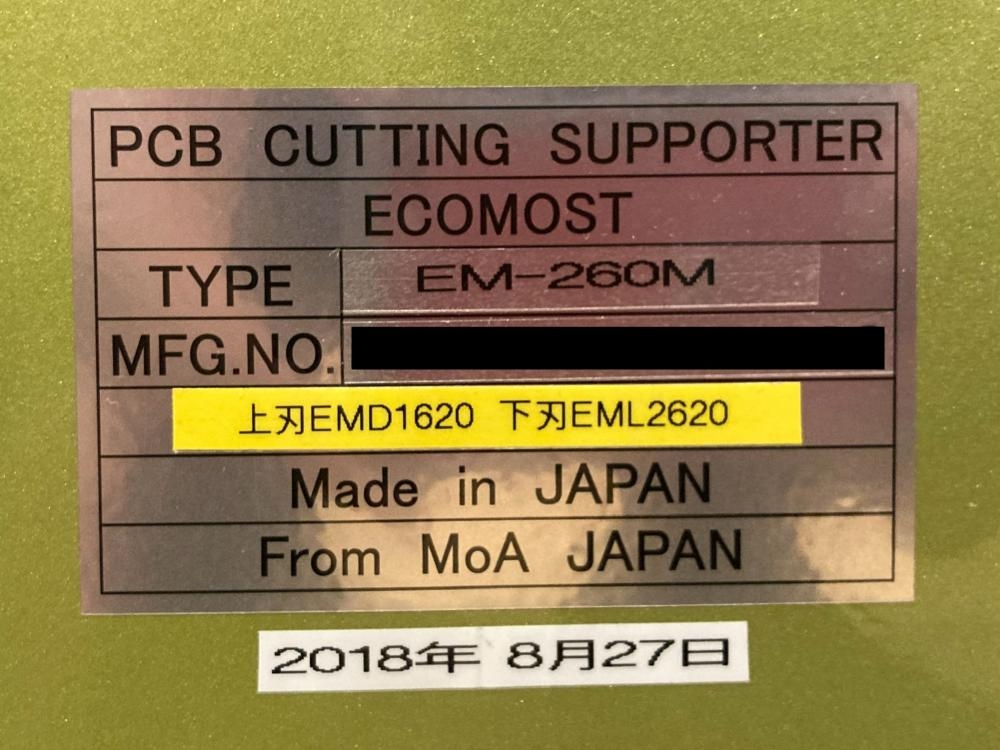 PCB CUTTING SUPPORTER
ECOMOST
TYPE EM-260M
MFG.NO.
上刃EMD1620 下刃EML2620
Made in JAPAN
From MoA JAPAN
2018年 8月27日